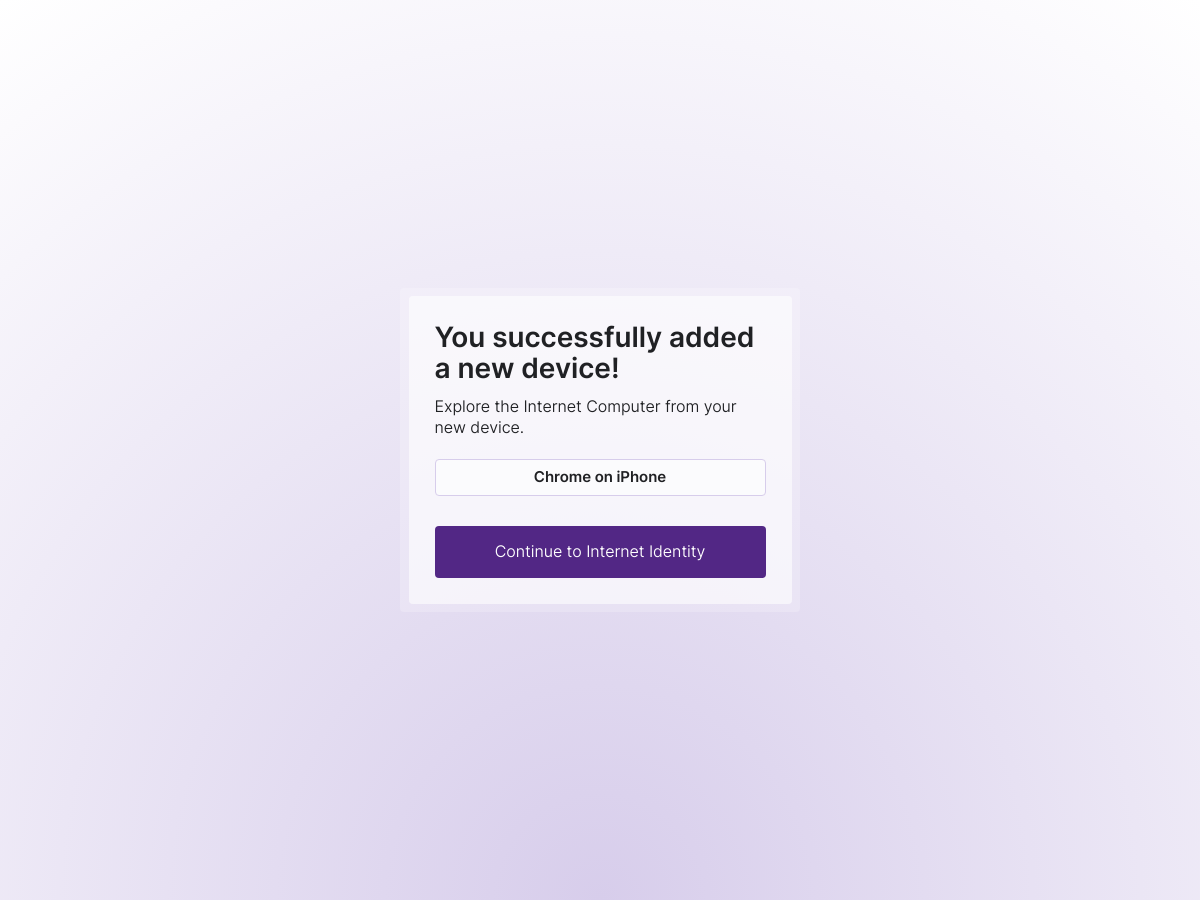 You successfully added
a new device!
Explore the Internet Computer from your
new device.
Chrome on iPhone
Continue to Internet Identity